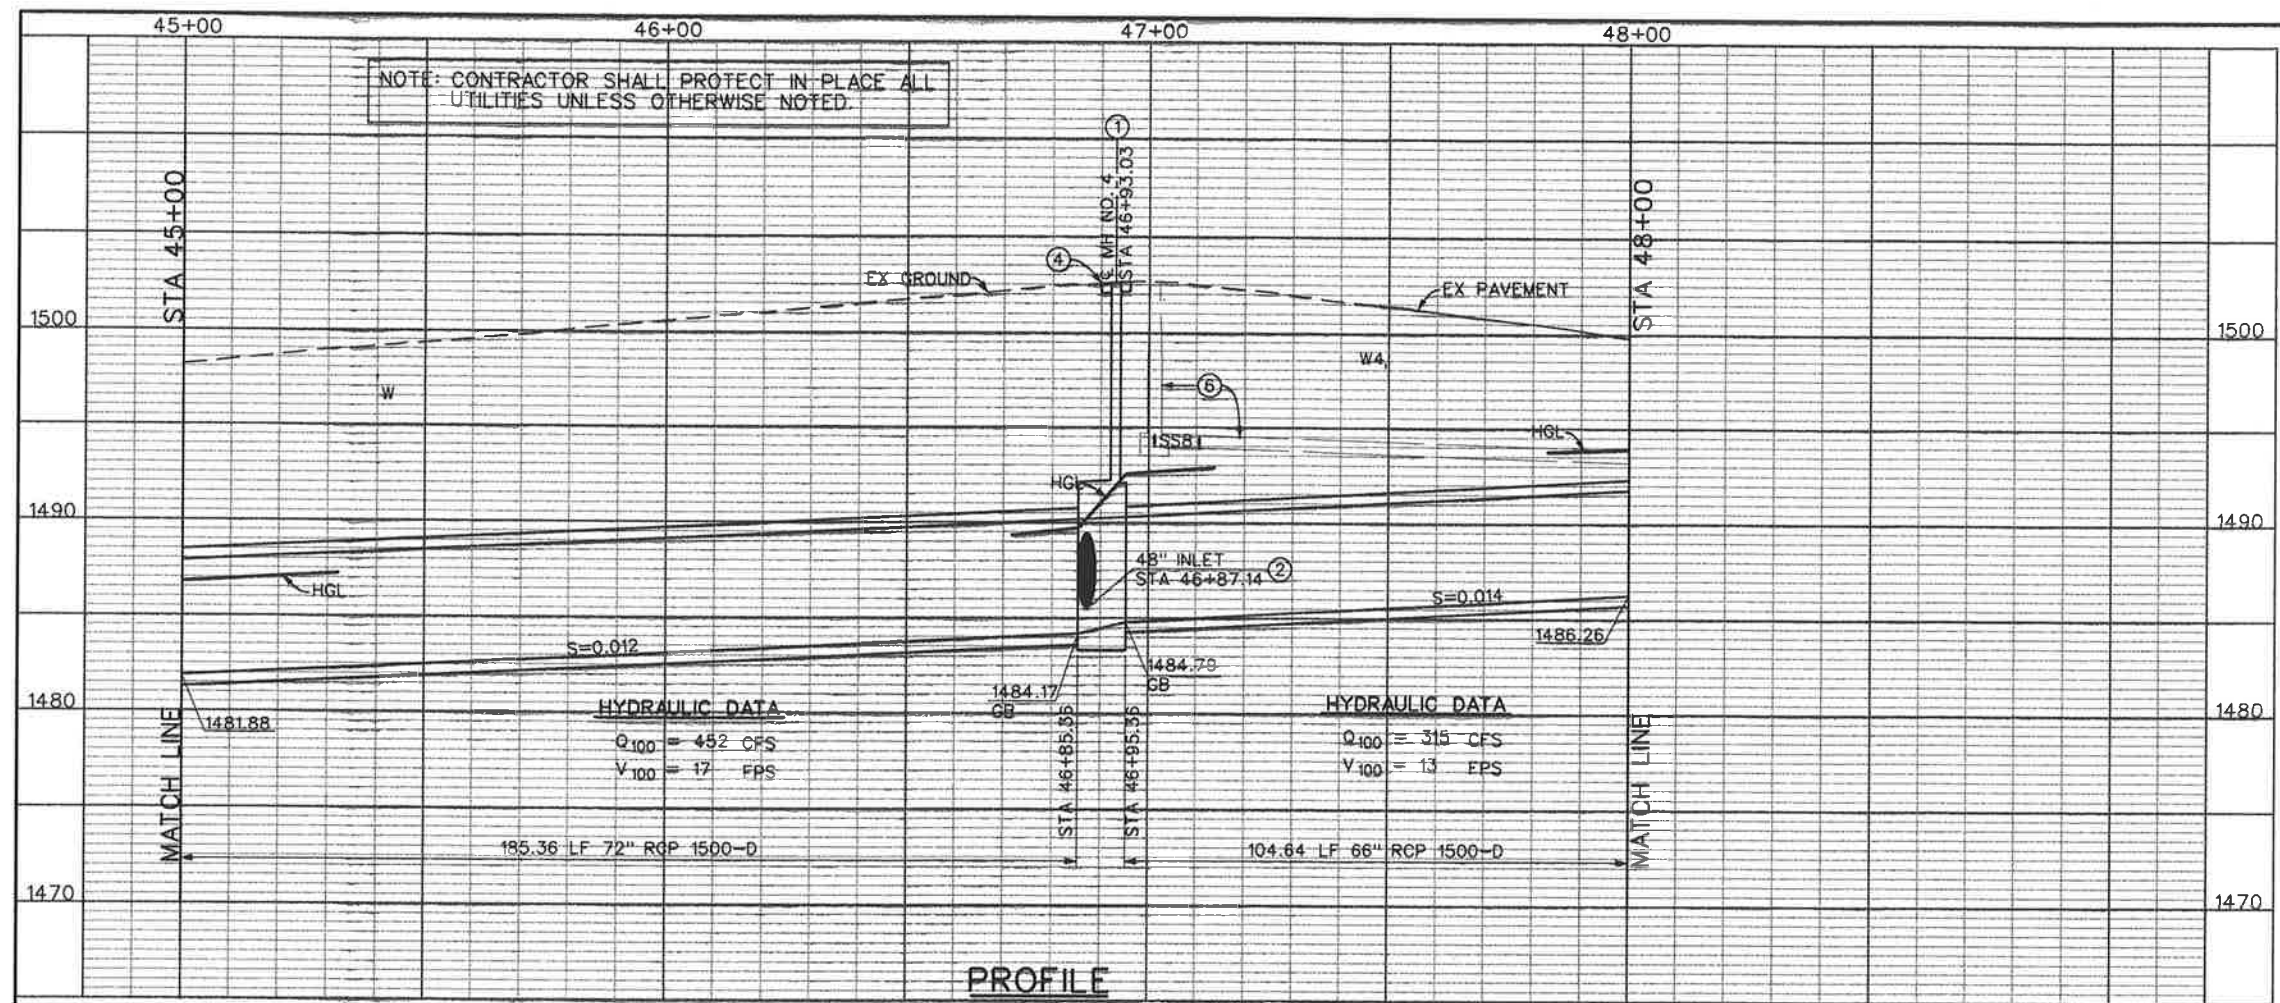 45+00
46+00
47+00
48+00
NOTE: CONTRACTOR SHALL PROTECT IN PLACE ALL
UTILITIES UNLESS OTHERWISE NOTED.
1
STA 45+00
℄ MH NO. 4
STA 46+93.03
STA 48+00
4
EX GROUND
EX PAVEMENT
1500
1500
W
W4,
6
HGL
HGL
1490
1490
48" INLET
STA 46+87.14
2
HGL
S=0.012
S=0.014
1486.26
1484.79
GB
1484.17
GB
1480
1480
1481.88
HYDRAULIC DATA
Q100 = 452 CFS
V100 = 17 FPS
HYDRAULIC DATA
Q100 = 315 CFS
V100 = 13 FPS
MATCH LINE
STA 46+85.36
STA 46+95.36
MATCH LINE
185.36 LF 72" RCP 1500-D
104.64 LF 66" RCP 1500-D
1470
1470
PROFILE